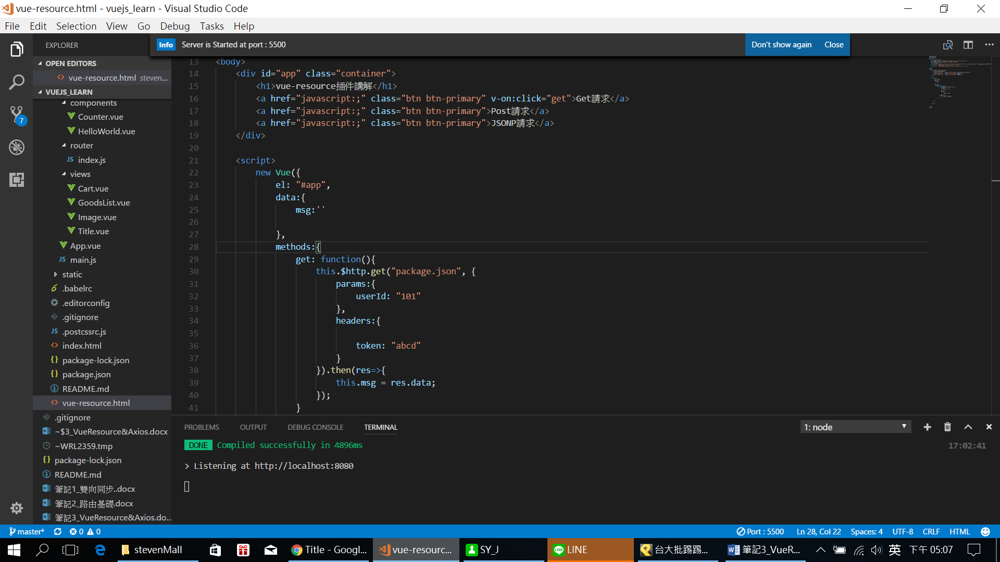 vue-resource.html - vuejs_learn - Visual Studio Code
File Edit Selection View Go Debug Tasks Help
EXPLORER
Info Server is Started at port : 5500 Don't show again Close
OPEN EDITORS
vue-resource.html steven...
VUEJS_LEARN
components
Counter.vue
HelloWorld.vue
router
JS index.js
views
Cart.vue
GoodsList.vue
Image.vue
Title.vue
App.vue
JS main.js
static
.babelrc
.editorconfig
.gitignore
JS .postcssrc.js
index.html
package-lock.json
package.json
README.md
vue-resource.html
.gitignore
~$3_VueResource&Axios.docx
~WRL2359.tmp
package-lock.json
README.md
筆記1_雙向同步..docx
筆記2_路由基礎.docx
筆記3_VueResource&Axios.do...
7
13 <body>
14 <div id="app" class="container">
15 <h1>vue-resource插件講解</h1>
16 <a href="javascript:;" class="btn btn-primary" v-on:click="get">Get請求</a>
17 <a href="javascript:;" class="btn btn-primary">Post請求</a>
18 <a href="javascript:;" class="btn btn-primary">JSONP請求</a>
19 </div>
20
21 <script>
22 new Vue({
23 el: "#app",
24 data:{
25 msg:''
26
27 },
28 methods:{
29 get: function(){
30 this.$http.get("package.json", {
31 params:{
32 userId: "101"
33 },
34 headers:{
35
36 token: "abcd"
37 }
38 }).then(res=>{
39 this.msg = res.data;
40 });
41 }
PROBLEMS OUTPUT DEBUG CONSOLE TERMINAL 1: node
DONE Compiled successfully in 4896ms 17:02:41
> Listening at http://localhost:8080
master* 0 0 Port : 5500 Ln 28, Col 22 Spaces: 4 UTF-8 CRLF HTML
stevenMall Title - Googl... vue-resourc... SY_J LINE 台大批踢踢... 筆記3_VueR... 英 下午 05:07